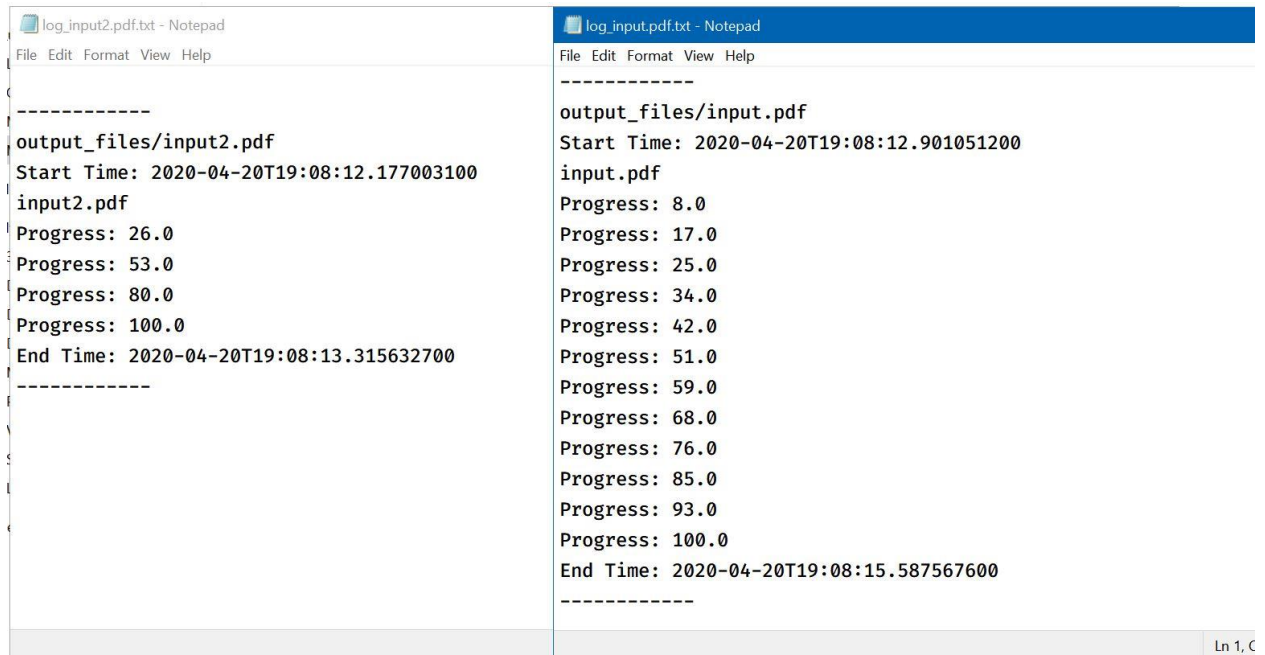 log_input2.pdf.txt - Notepad
File Edit Format View Help
------------
output_files/input2.pdf
Start Time: 2020-04-20T19:08:12.177003100
input2.pdf
Progress: 26.0
Progress: 53.0
Progress: 80.0
Progress: 100.0
End Time: 2020-04-20T19:08:13.315632700
------------
log_input.pdf.txt - Notepad
File Edit Format View Help
------------
output_files/input.pdf
Start Time: 2020-04-20T19:08:12.901051200
input.pdf
Progress: 8.0
Progress: 17.0
Progress: 25.0
Progress: 34.0
Progress: 42.0
Progress: 51.0
Progress: 59.0
Progress: 68.0
Progress: 76.0
Progress: 85.0
Progress: 93.0
Progress: 100.0
End Time: 2020-04-20T19:08:15.587567600
------------
Ln 1,